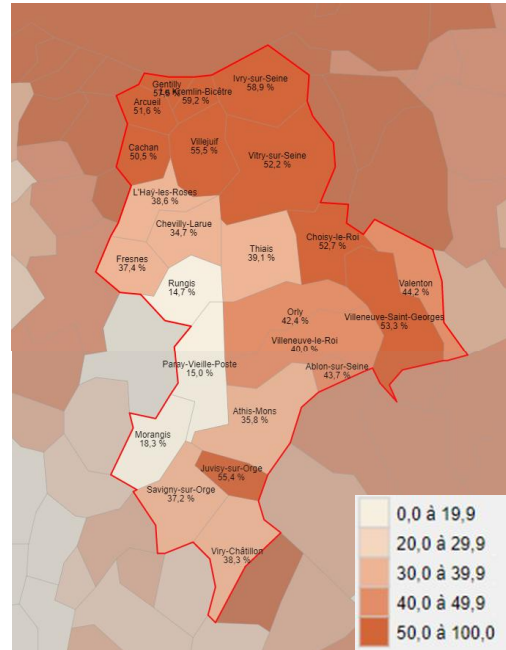 Ivry-sur-Seine
58,9 %
Gentilly
Le Kremlin-Bicêtre
59,2 %
Arcueil
51,6 %
Cachan
50,5 %
Villejuif
55,5 %
Vitry-sur-Seine
52,2 %
L'Haÿ-les-Roses
38,6 %
Chevilly-Larue
34,7 %
Choisy-le-Roi
52,7 %
Thiais
39,1 %
Fresnes
37,4 %
Rungis
14,7 %
Valenton
44,2 %
Orly
42,4 %
Villeneuve-Saint-Georges
53,3 %
Villeneuve-le-Roi
40,0 %
Paray-Vieille-Poste
15,0 %
Ablon-sur-Seine
43,7 %
Athis-Mons
35,8 %
Morangis
18,3 %
Juvisy-sur-Orge
55,4 %
Savigny-sur-Orge
37,2 %
Viry-Châtillon
38,3 %
0,0 à 19,9
20,0 à 29,9
30,0 à 39,9
40,0 à 49,9
50,0 à 100,0